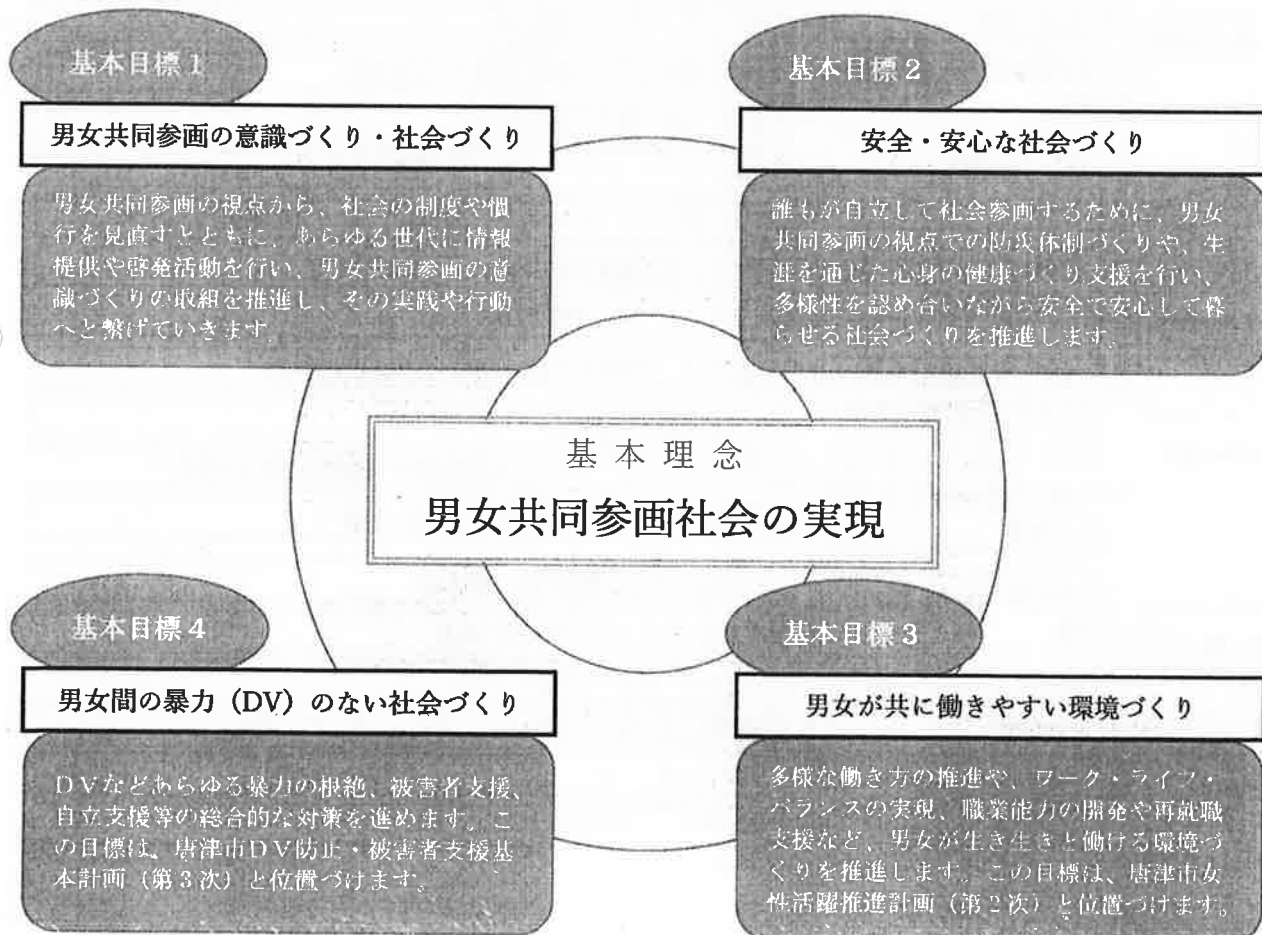 基本目標1
男女共同参画の意識づくり・社会づくり
男女共同参画の視点から、社会の制度や慣
行を見直すとともに、あらゆる世代に情報
提供や啓発活動を行い、男女共同参画の意
識づくりの取組を推進し、その実践や行動
へと繋げていきます。
基本目標2
安全・安心な社会づくり
誰もが自立して社会参画するために、男女
共同参画の視点での防災体制づくりや、生
涯を通じた心身の健康づくり支援を行い、
多様性を認め合いながら安全で安心して暮
らせる社会づくりを推進します。
基本理念
男女共同参画社会の実現
基本目標4
男女間の暴力（DV）のない社会づくり
DVなどあらゆる暴力の根絶、被害者支援、
自立支援等の総合的な対策を進めます。こ
の目標は、唐津市DV防止・被害者支援基
本計画（第3次）と位置づけます。
基本目標3
男女が共に働きやすい環境づくり
多様な働き方の推進や、ワーク・ライフ・
バランスの実現、職業能力の開発や再就職
支援など、男女が生き生きと働ける環境づ
くりを推進します。この目標は、唐津市女
性活躍推進計画（第2次）と位置づけます。